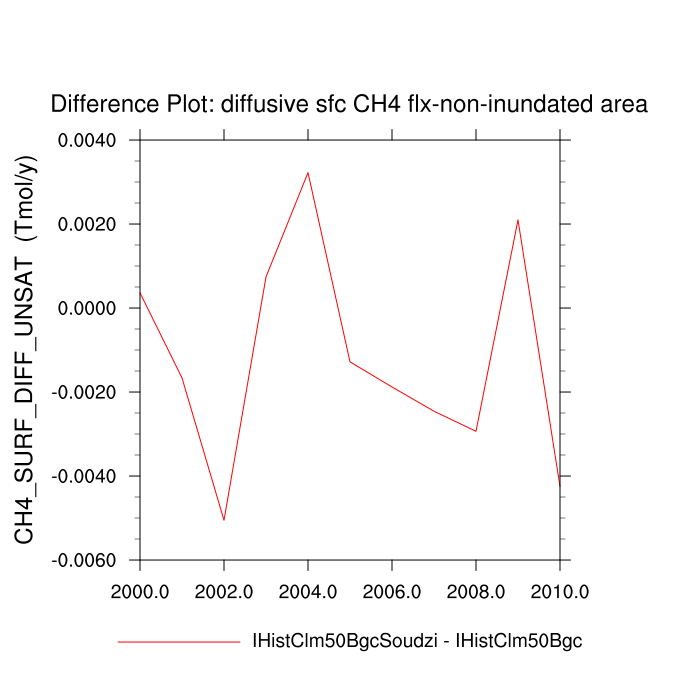 Difference Plot: diffusive sfc CH4 flx-non-inundated area
CH4_SURF_DIFF_UNSAT (Tmol/y)
0.0040
0.0020
0.0000
-0.0020
-0.0040
-0.0060
2000.0 2002.0 2004.0 2006.0 2008.0 2010.0
IHistClm50BgcSoudzi - IHistClm50Bgc